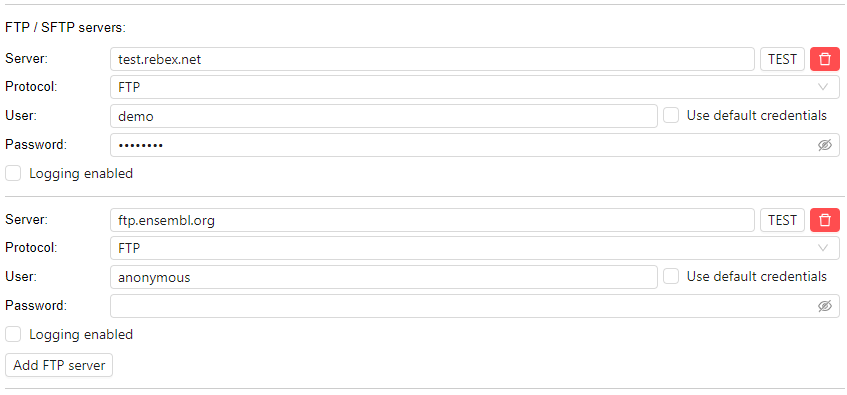 FTP / SFTP servers:
Server: test.rebex.net TEST
Protocol: FTP
User: demo Use default credentials
Password: ••••••••
Logging enabled
Server: ftp.ensembl.org TEST
Protocol: FTP
User: anonymous Use default credentials
Password:
Logging enabled
Add FTP server